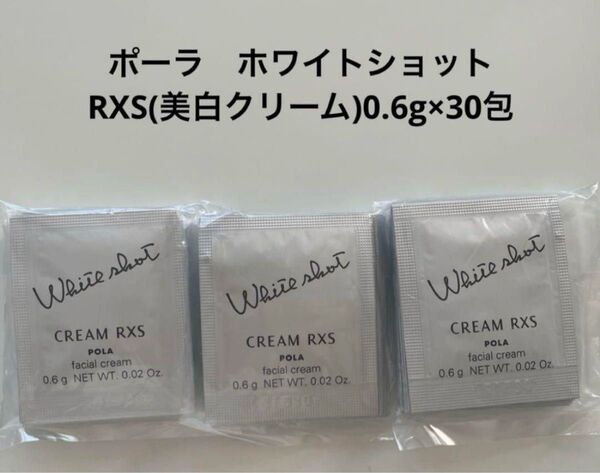 ポーラ　ホワイトショット
RXS(美白クリーム)0.6g×30包
White shot
CREAM RXS
POLA
facial cream
0.6 g NET WT. 0.02 Oz.
White shot
CREAM RXS
POLA
facial cream
0.6 g NET WT. 0.02 Oz.
White shot
CREAM RXS
POLA
facial cream
0.6 g NET WT. 0.02 Oz.